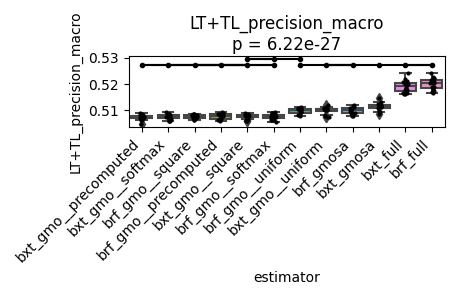 LT+TL_precision_macro
p = 6.22e-27
LT+TL_precision_macro
0.53
0.52
0.51
bxt_gmo__precomputed
bxt_gmo__softmax
brf_gmo__square
brf_gmo__precomputed
bxt_gmo__square
brf_gmo__softmax
brf_gmo__uniform
bxt_gmo__uniform
brf_gmosa
bxt_gmosa
bxt_full
brf_full
estimator